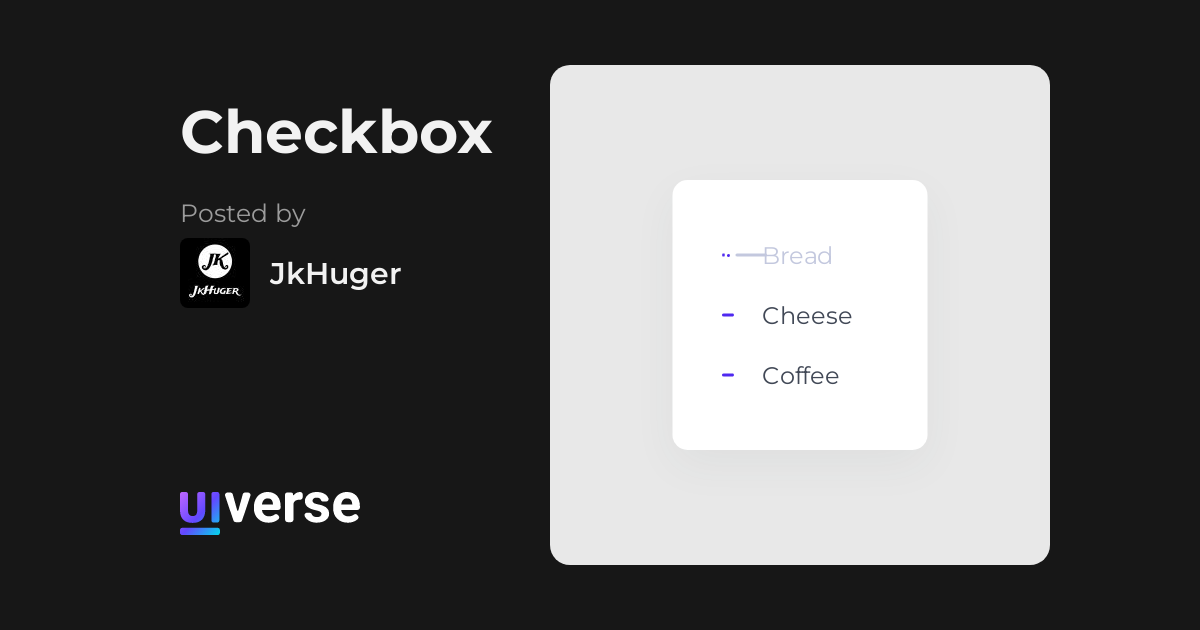 Checkbox
Posted by
JK
JKHUGER
JkHuger
uiverse
Bread
Cheese
Coffee